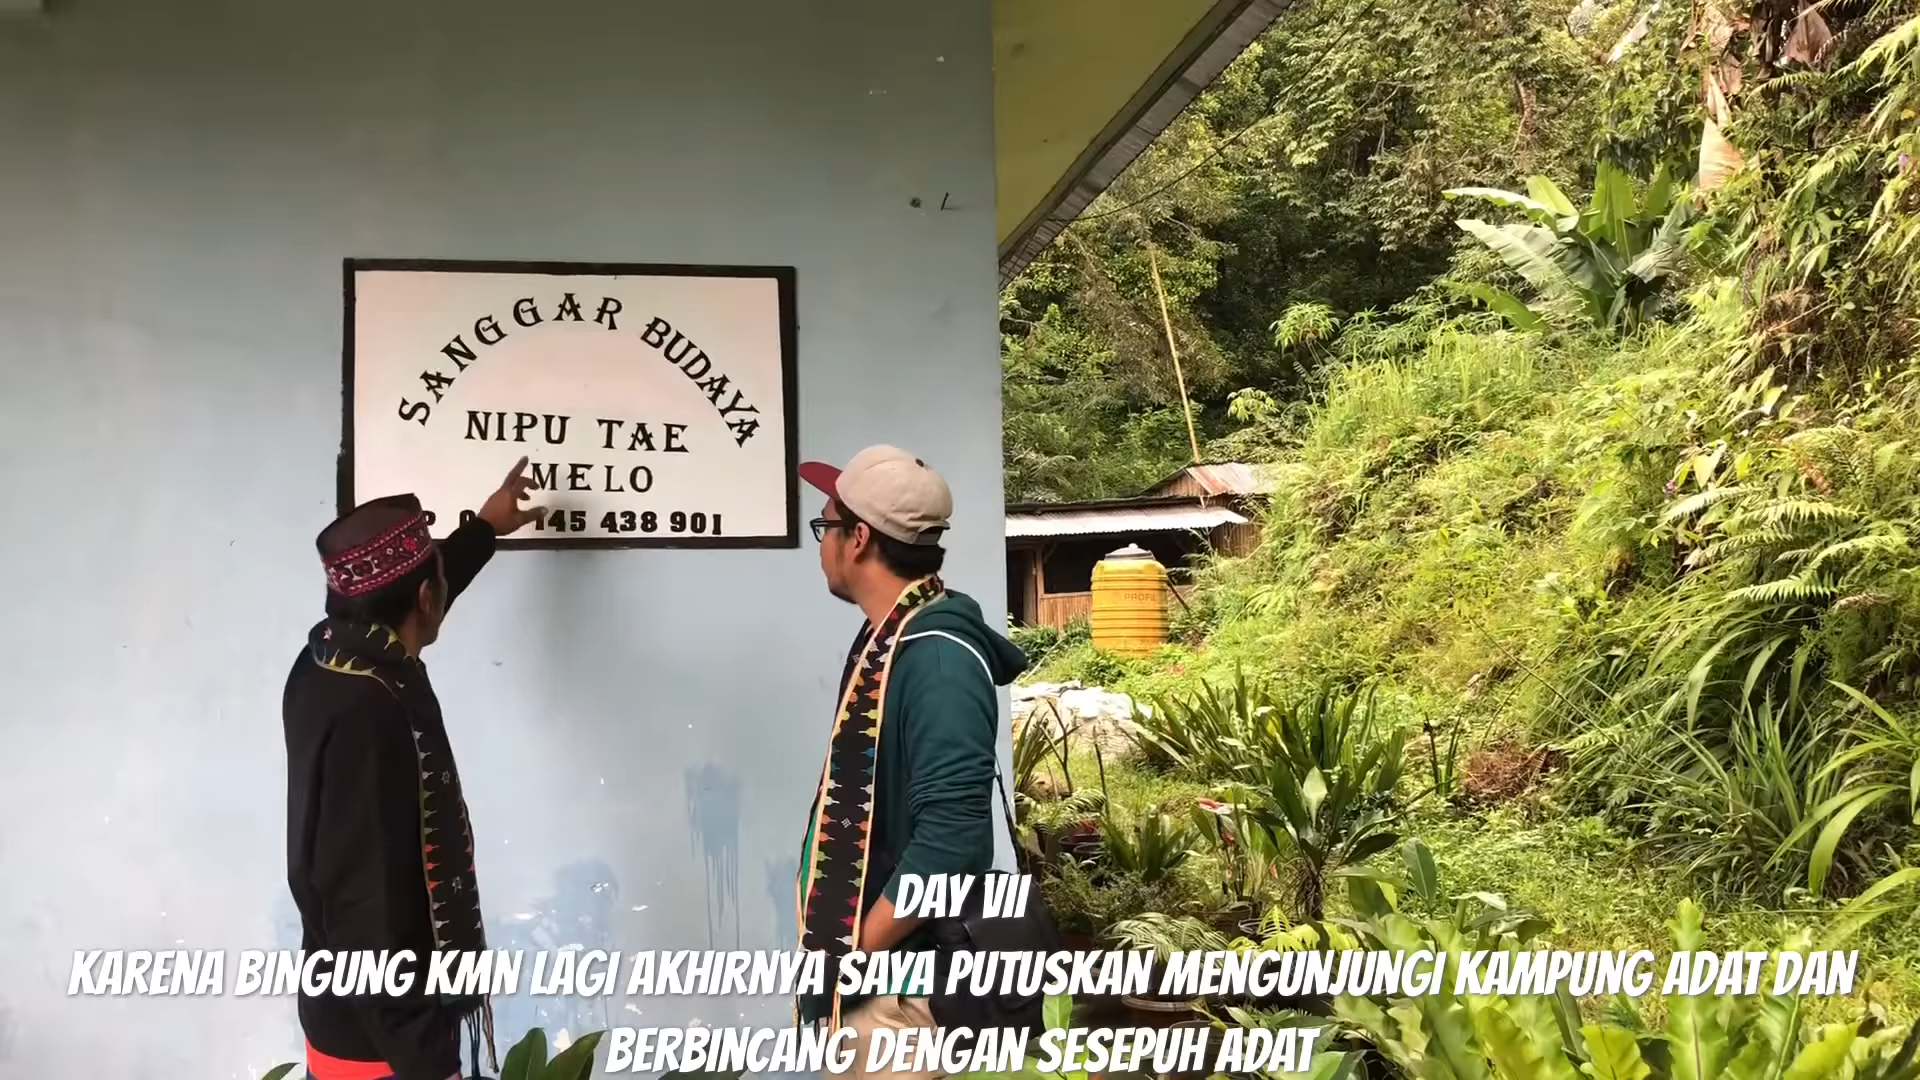 SANGGAR BUDAYA
NIPU TAE
MELO
145 438 901
PROFIL
DAY VII
KARENA BINGUNG KMN LAGI AKHIRNYA SAYA PUTUSKAN MENGUNJUNGI KAMPUNG ADAT DAN
BERBINCANG DENGAN SESEPUH ADAT